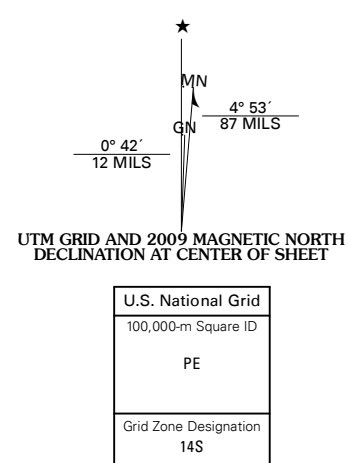 MN
4° 53´
87 MILS
GN
0° 42´
12 MILS
UTM GRID AND 2009 MAGNETIC NORTH
DECLINATION AT CENTER OF SHEET
U.S. National Grid
100,000-m Square ID
PE
Grid Zone Designation
14S